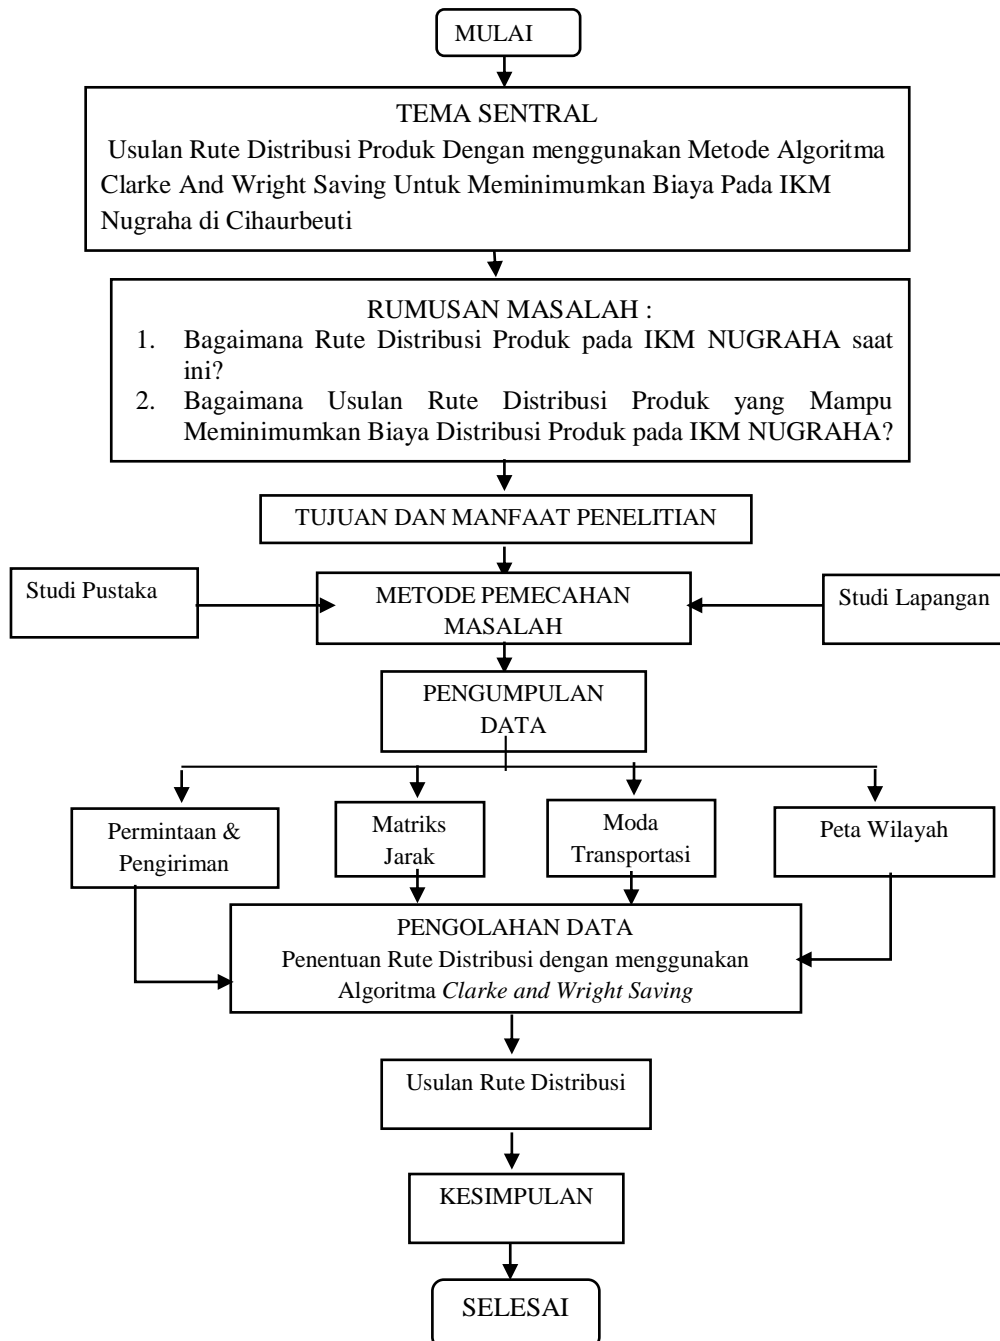 MULAI
TEMA SENTRAL
Usulan Rute Distribusi Produk Dengan menggunakan Metode Algoritma
Clarke And Wright Saving Untuk Meminimumkan Biaya Pada IKM
Nugraha di Cihaurbeuti
RUMUSAN MASALAH :
1. Bagaimana Rute Distribusi Produk pada IKM NUGRAHA saat
ini?
2. Bagaimana Usulan Rute Distribusi Produk yang Mampu
Meminimumkan Biaya Distribusi Produk pada IKM NUGRAHA?
TUJUAN DAN MANFAAT PENELITIAN
Studi Pustaka
METODE PEMECAHAN
MASALAH
Studi Lapangan
PENGUMPULAN
DATA
Permintaan &
Pengiriman
Matriks
Jarak
Moda
Transportasi
Peta Wilayah
PENGOLAHAN DATA
Penentuan Rute Distribusi dengan menggunakan
Algoritma Clarke and Wright Saving
Usulan Rute Distribusi
KESIMPULAN
SELESAI